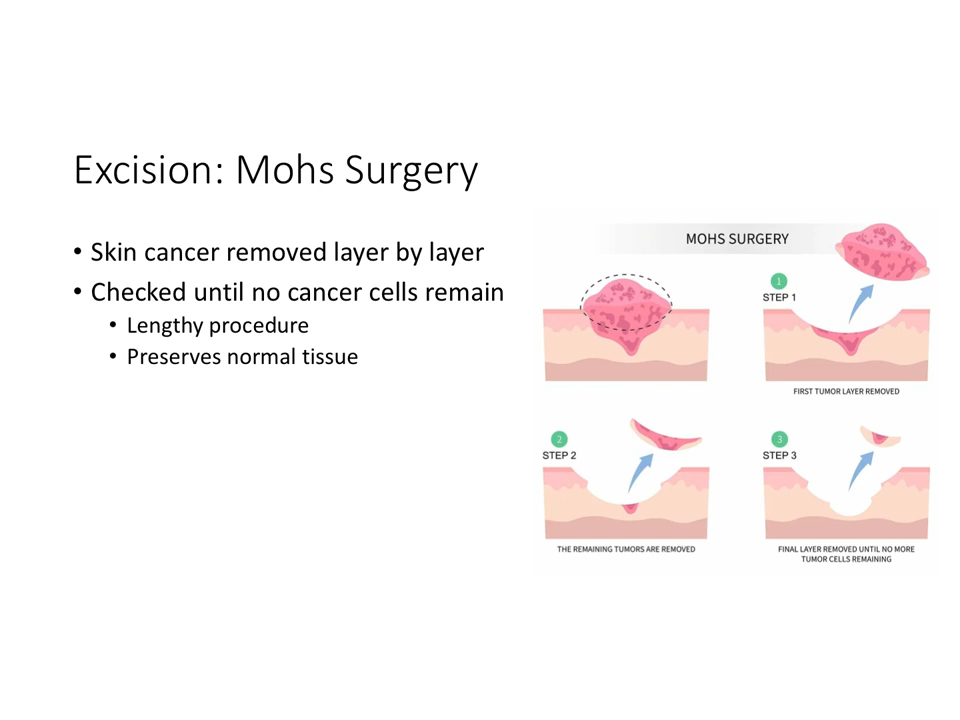 Excision: Mohs Surgery
• Skin cancer removed layer by layer
• Checked until no cancer cells remain
• Lengthy procedure
• Preserves normal tissue
MOHS SURGERY
1
STEP 1
FIRST TUMOR LAYER REMOVED
2
STEP 2
THE REMAINING TUMORS ARE REMOVED
3
STEP 3
FINAL LAYER REMOVED UNTIL NO MORE
TUMOR CELLS REMAINING